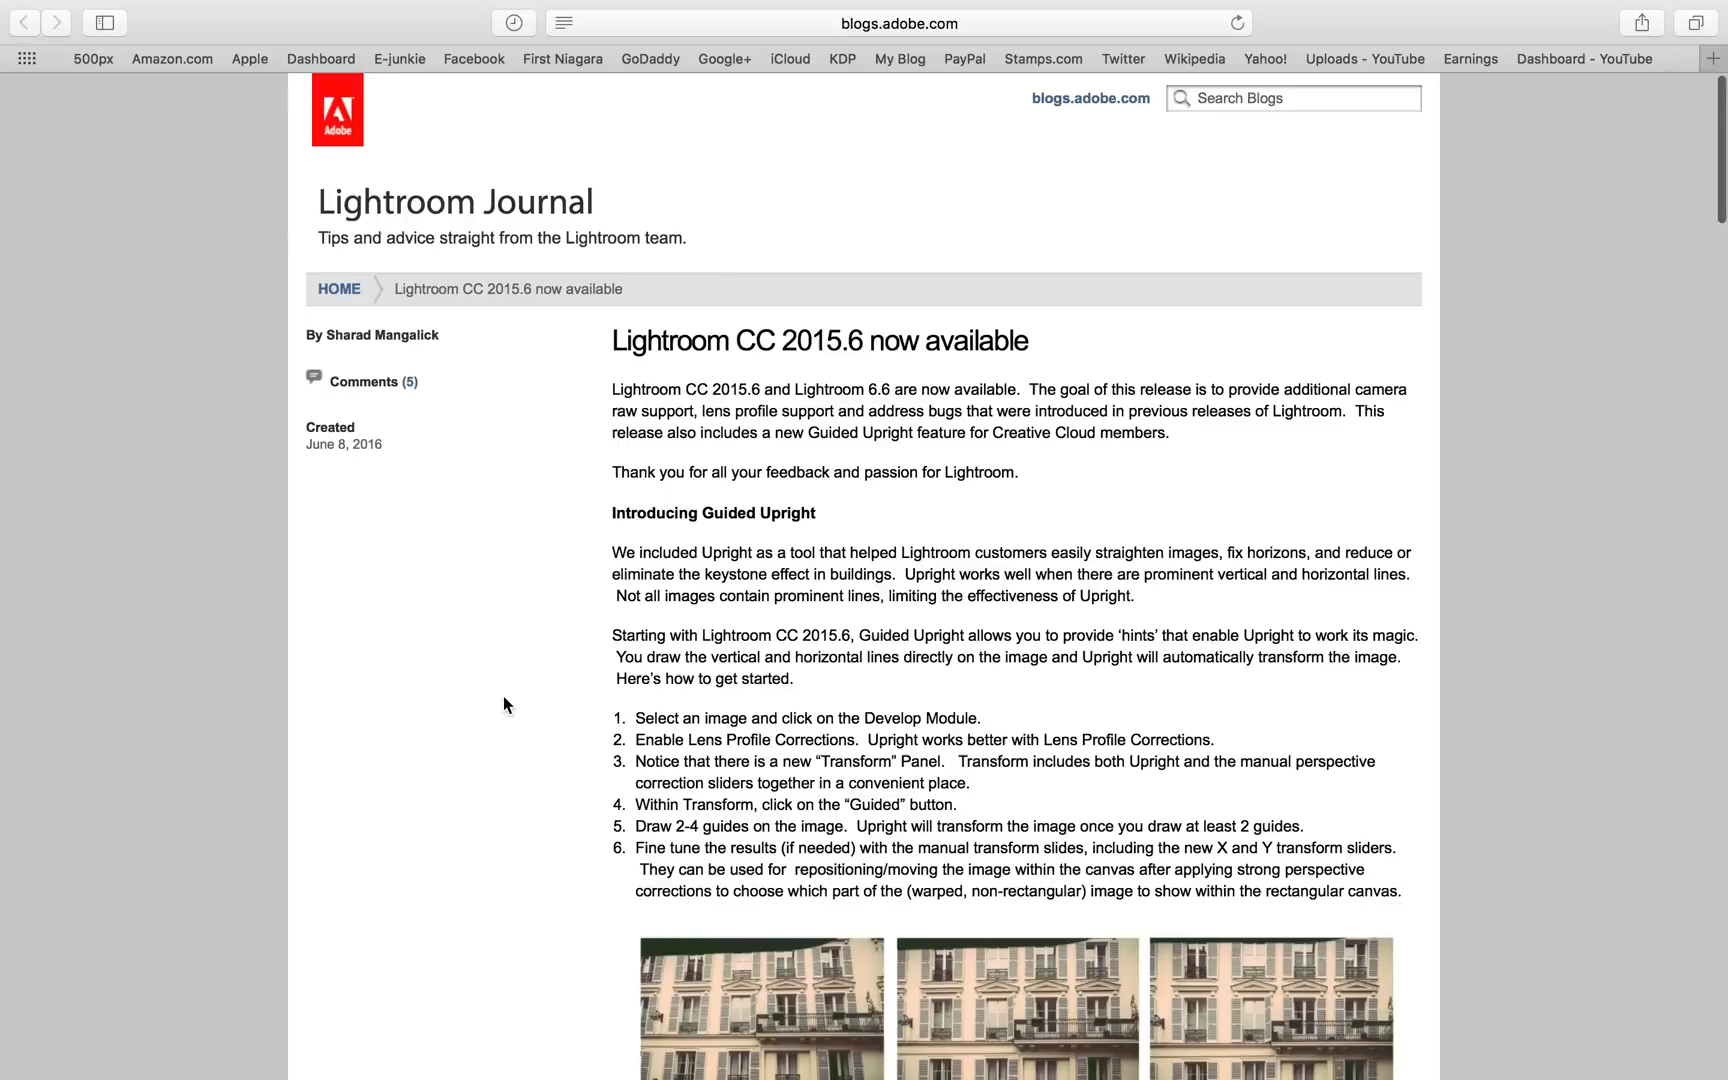 blogs.adobe.com
500px Amazon.com Apple Dashboard E-junkie Facebook First Niagara GoDaddy Google+ iCloud KDP My Blog PayPal Stamps.com Twitter Wikipedia Yahoo! Uploads - YouTube Earnings Dashboard - YouTube
Adobe
blogs.adobe.com Search Blogs
Lightroom Journal
Tips and advice straight from the Lightroom team.
HOME Lightroom CC 2015.6 now available
By Sharad Mangalick
Comments (5)
Created
June 8, 2016
Lightroom CC 2015.6 now available
Lightroom CC 2015.6 and Lightroom 6.6 are now available.  The goal of this release is to provide additional camera
raw support, lens profile support and address bugs that were introduced in previous releases of Lightroom.  This
release also includes a new Guided Upright feature for Creative Cloud members.
Thank you for all your feedback and passion for Lightroom.
Introducing Guided Upright
We included Upright as a tool that helped Lightroom customers easily straighten images, fix horizons, and reduce or
eliminate the keystone effect in buildings.  Upright works well when there are prominent vertical and horizontal lines.
Not all images contain prominent lines, limiting the effectiveness of Upright.
Starting with Lightroom CC 2015.6, Guided Upright allows you to provide ‘hints’ that enable Upright to work its magic.
You draw the vertical and horizontal lines directly on the image and Upright will automatically transform the image.
Here’s how to get started.
1. Select an image and click on the Develop Module.
2. Enable Lens Profile Corrections.  Upright works better with Lens Profile Corrections.
3. Notice that there is a new “Transform” Panel.   Transform includes both Upright and the manual perspective
correction sliders together in a convenient place.
4. Within Transform, click on the “Guided” button.
5. Draw 2-4 guides on the image.  Upright will transform the image once you draw at least 2 guides.
6. Fine tune the results (if needed) with the manual transform slides, including the new X and Y transform sliders.
They can be used for  repositioning/moving the image within the canvas after applying strong perspective
corrections to choose which part of the (warped, non-rectangular) image to show within the rectangular canvas.